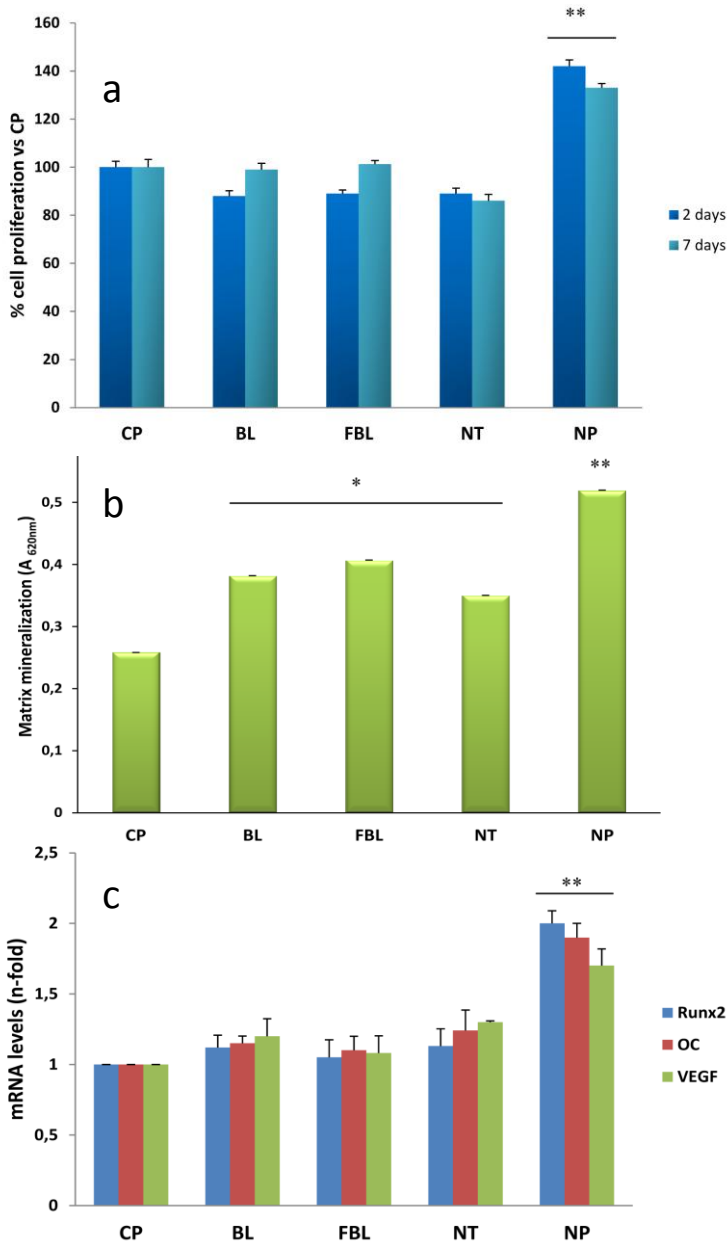 160
**
140
a
120
100
80
60
40
20
0
% cell proliferation vs CP
2 days
7 days
CP BL FBL NT NP
**
b
0,5
*
0,4
0,3
0,2
0,1
0
Matrix mineralization (A 620nm)
CP BL FBL NT NP
2,5
c
**
2
1,5
1
0,5
0
mRNA levels (n-fold)
Runx2
OC
VEGF
CP BL FBL NT NP